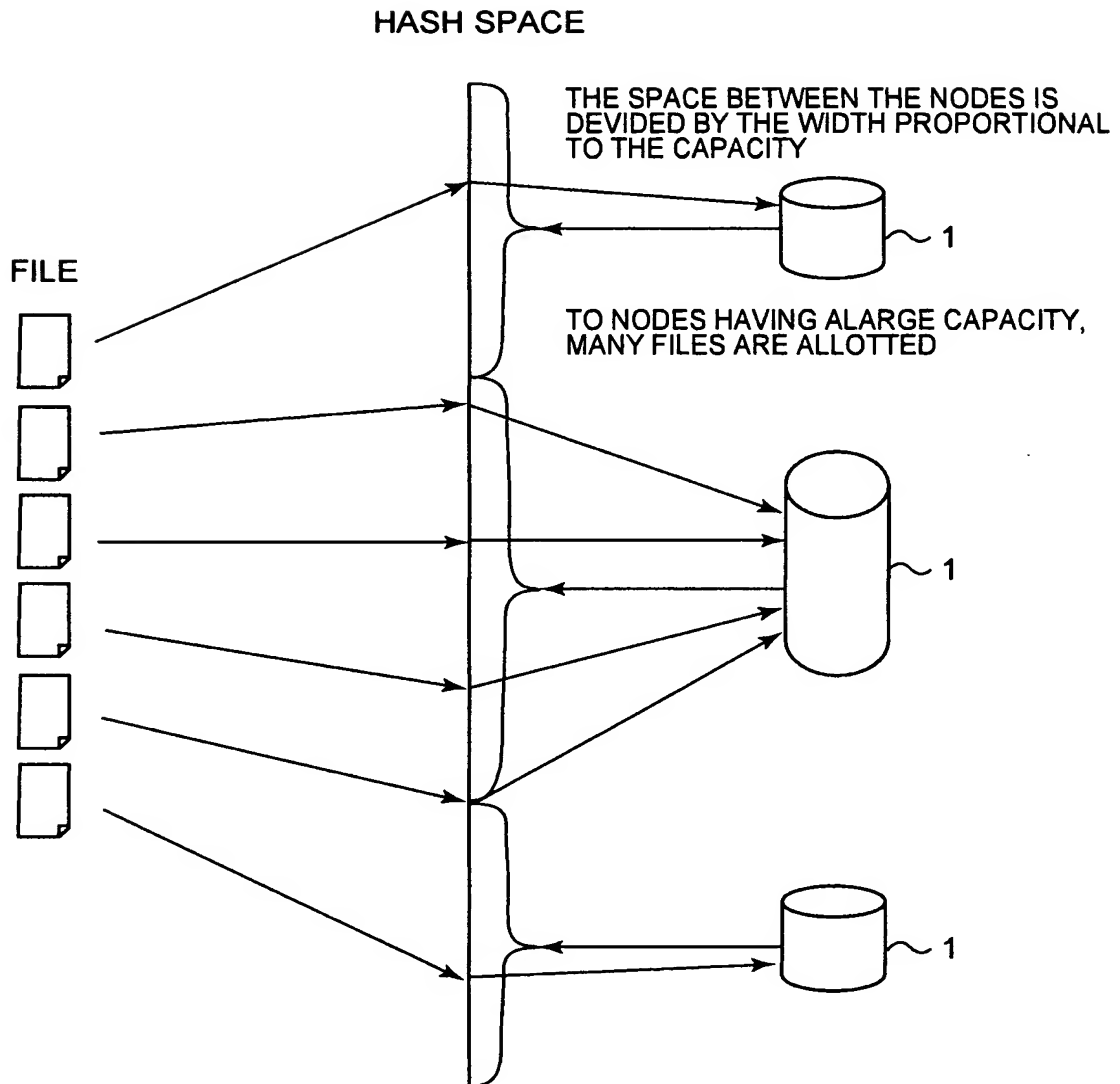 HASH SPACE
THE SPACE BETWEEN THE NODES IS
DEVIDED BY THE WIDTH PROPORTIONAL
TO THE CAPACITY
1
FILE
TO NODES HAVING ALARGE CAPACITY,
MANY FILES ARE ALLOTTED
1
1